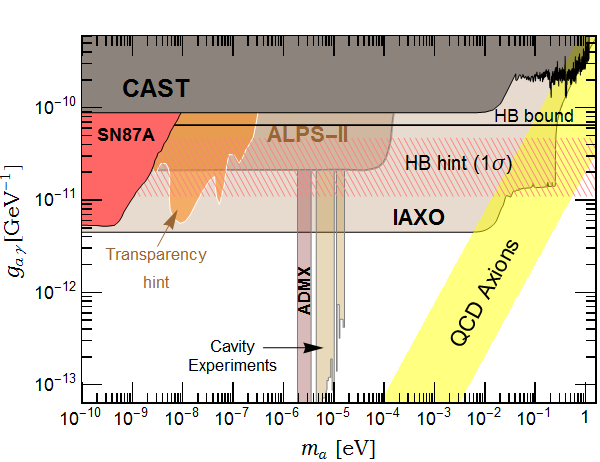 CAST
10⁻¹⁰
HB bound
SN87A
ALPS–II
HB hint (1σ)
10⁻¹¹
IAXO
Transparency
hint
g_{aγ} [GeV⁻¹]
QCD Axions
10⁻¹²
ADMX
Cavity
Experiments
10⁻¹³
10⁻¹⁰ 10⁻⁹ 10⁻⁸ 10⁻⁷ 10⁻⁶ 10⁻⁵ 10⁻⁴ 10⁻³ 10⁻² 10⁻¹ 1
m_a [eV]